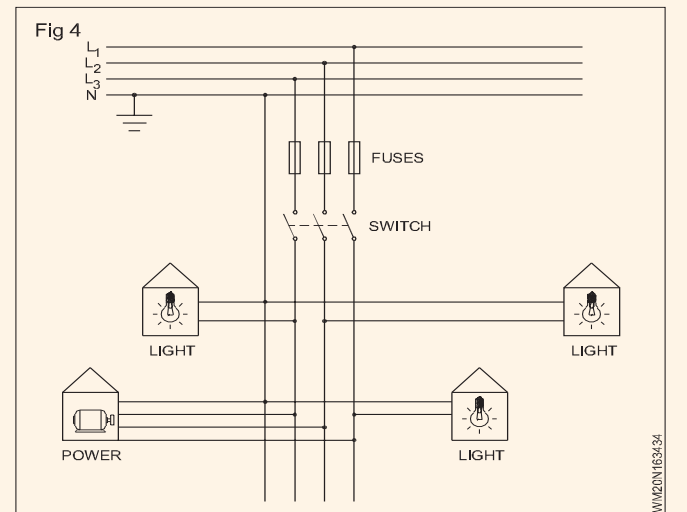 Fig 4
L1
L2
L3
N
FUSES
SWITCH
LIGHT
LIGHT
POWER
LIGHT
WM20N163434